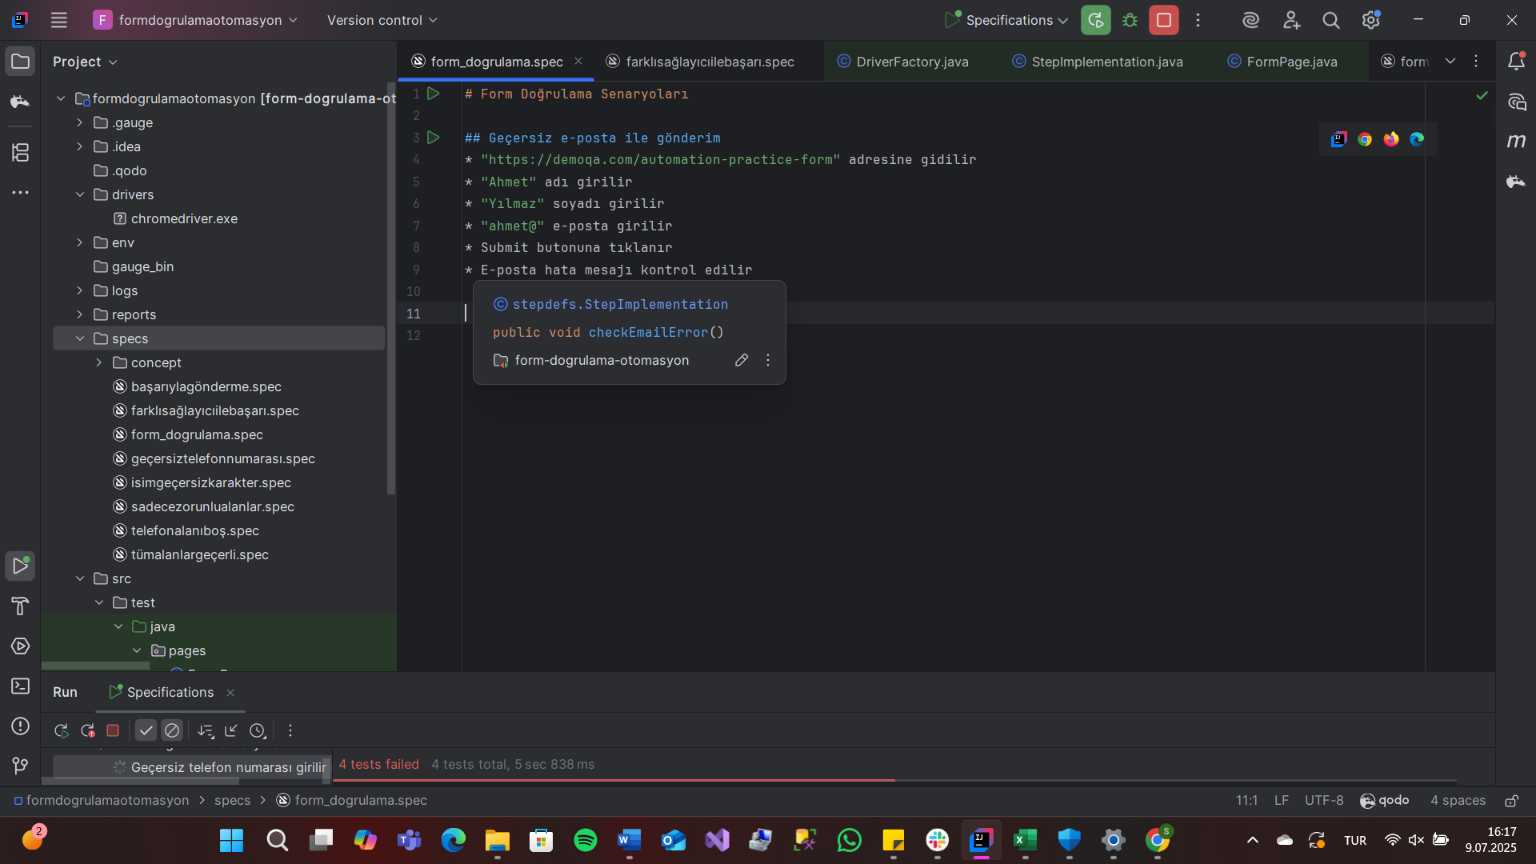 F formdogrulamaotomasyon Version control Specifications
Project
form_dogrulama.spec farklısağlayıcıilebaşarı.spec DriverFactory.java StepImplementation.java FormPage.java form
formdogrulamaotomasyon [form-dogrulama-ot
.gauge
.idea
.qodo
drivers
chromedriver.exe
env
gauge_bin
logs
reports
specs
concept
başarıylagönderme.spec
farklısağlayıcıilebaşarı.spec
form_dogrulama.spec
geçersiztelefonnumarası.spec
isimgeçersizkarakter.spec
sadecezorunlualanlar.spec
telefonalanıboş.spec
tümalanlargeçerli.spec
src
test
java
pages
1 # Form Doğrulama Senaryoları
2
3 ## Geçersiz e-posta ile gönderim
4 * "https://demoqa.com/automation-practice-form" adresine gidilir
5 * "Ahmet" adı girilir
6 * "Yılmaz" soyadı girilir
7 * "ahmet@" e-posta girilir
8 * Submit butonuna tıklanır
9 * E-posta hata mesajı kontrol edilir
10
11
12
stepdefs.StepImplementation
public void checkEmailError()
form-dogrulama-otomasyon
m
Run Specifications
Geçersiz telefon numarası girilir
4 tests failed 4 tests total, 5 sec 838 ms
formdogrulamaotomasyon > specs > form_dogrulama.spec 11:1 LF UTF-8 qodo 4 spaces
2
S
TUR
16:17
9.07.2025